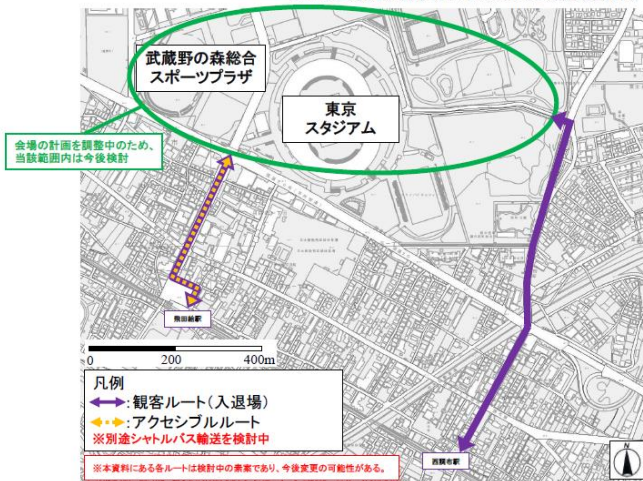 武蔵野の森総合
スポーツプラザ
東京
スタジアム
会場の計画を調整中のため、
当該範囲内は今後検討
飛田給駅
0 200 400m
凡例
:観客ルート(入退場)
:アクセシブルルート
※別途シャトルバス輸送を検討中
西調布駅
※本資料にある各ルートは検討中の素案であり、今後変更の可能性がある。
N